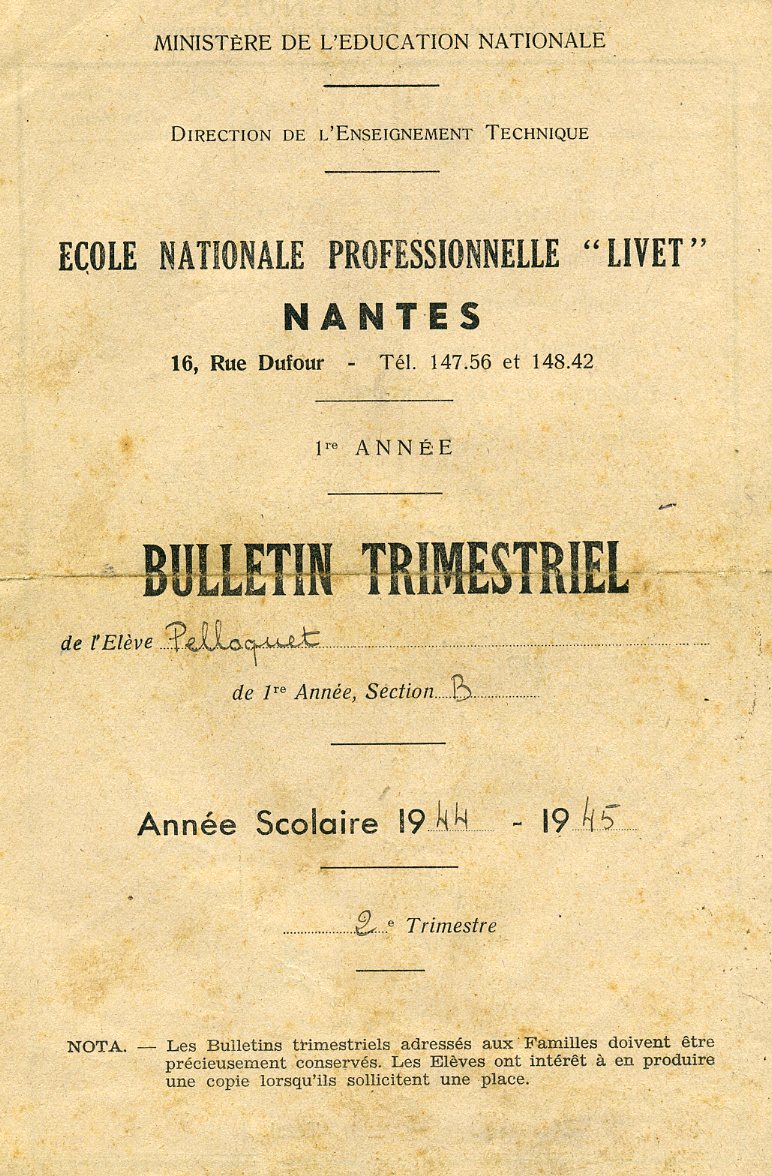 MINISTÈRE DE L'EDUCATION NATIONALE
DIRECTION DE L'ENSEIGNEMENT TECHNIQUE
ECOLE NATIONALE PROFESSIONNELLE "LIVET"
NANTES
16, Rue Dufour - Tél. 147.56 et 148.42
1re ANNÉE
BULLETIN TRIMESTRIEL
de l'Elève Pelloquet
de 1re Année, Section B
Année Scolaire 1944 - 1945
2e Trimestre
NOTA. — Les Bulletins trimestriels adressés aux Familles doivent être
précieusement conservés. Les Elèves ont intérêt à en produire
une copie lorsqu'ils sollicitent une place.